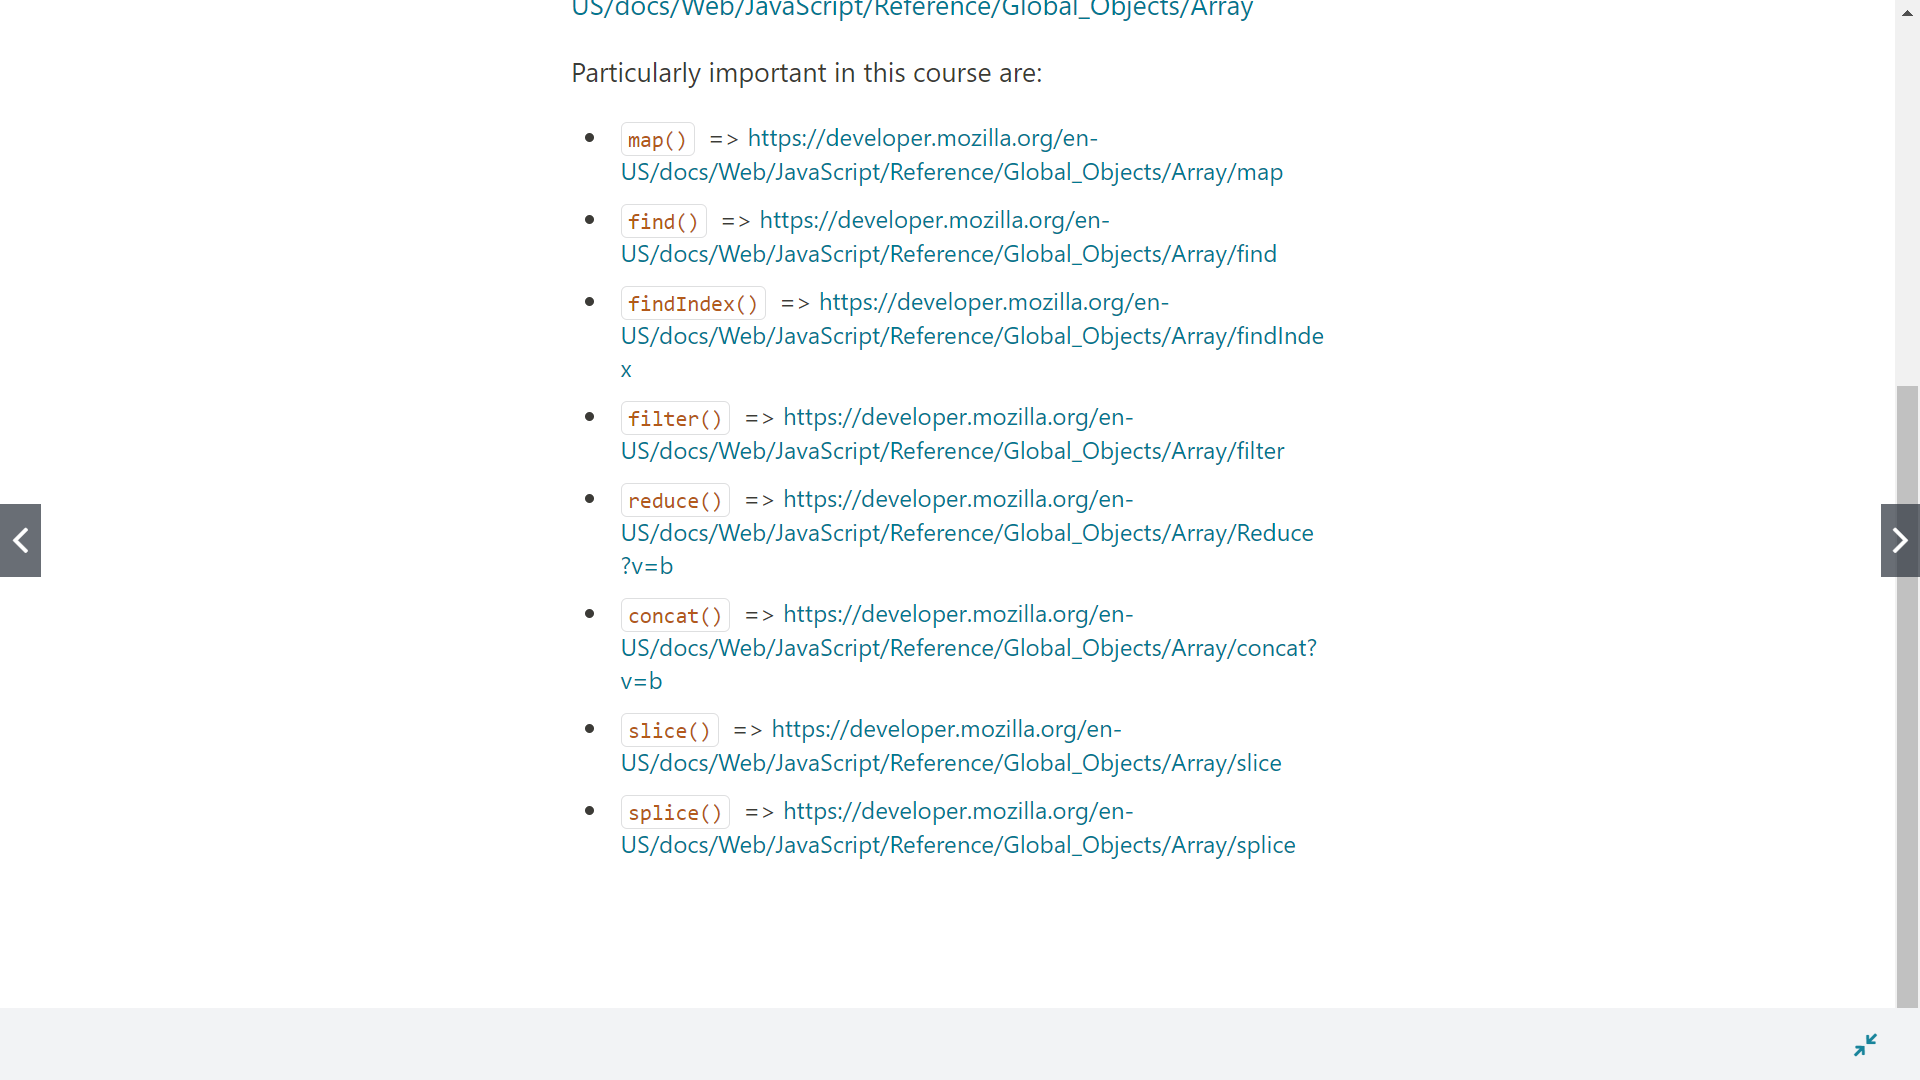 US/docs/Web/JavaScript/Reference/Global_Objects/Array
Particularly important in this course are:
map() => https://developer.mozilla.org/en-
US/docs/Web/JavaScript/Reference/Global_Objects/Array/map
find() => https://developer.mozilla.org/en-
US/docs/Web/JavaScript/Reference/Global_Objects/Array/find
findIndex() => https://developer.mozilla.org/en-
US/docs/Web/JavaScript/Reference/Global_Objects/Array/findInde
x
filter() => https://developer.mozilla.org/en-
US/docs/Web/JavaScript/Reference/Global_Objects/Array/filter
reduce() => https://developer.mozilla.org/en-
US/docs/Web/JavaScript/Reference/Global_Objects/Array/Reduce
?v=b
concat() => https://developer.mozilla.org/en-
US/docs/Web/JavaScript/Reference/Global_Objects/Array/concat?
v=b
slice() => https://developer.mozilla.org/en-
US/docs/Web/JavaScript/Reference/Global_Objects/Array/slice
splice() => https://developer.mozilla.org/en-
US/docs/Web/JavaScript/Reference/Global_Objects/Array/splice